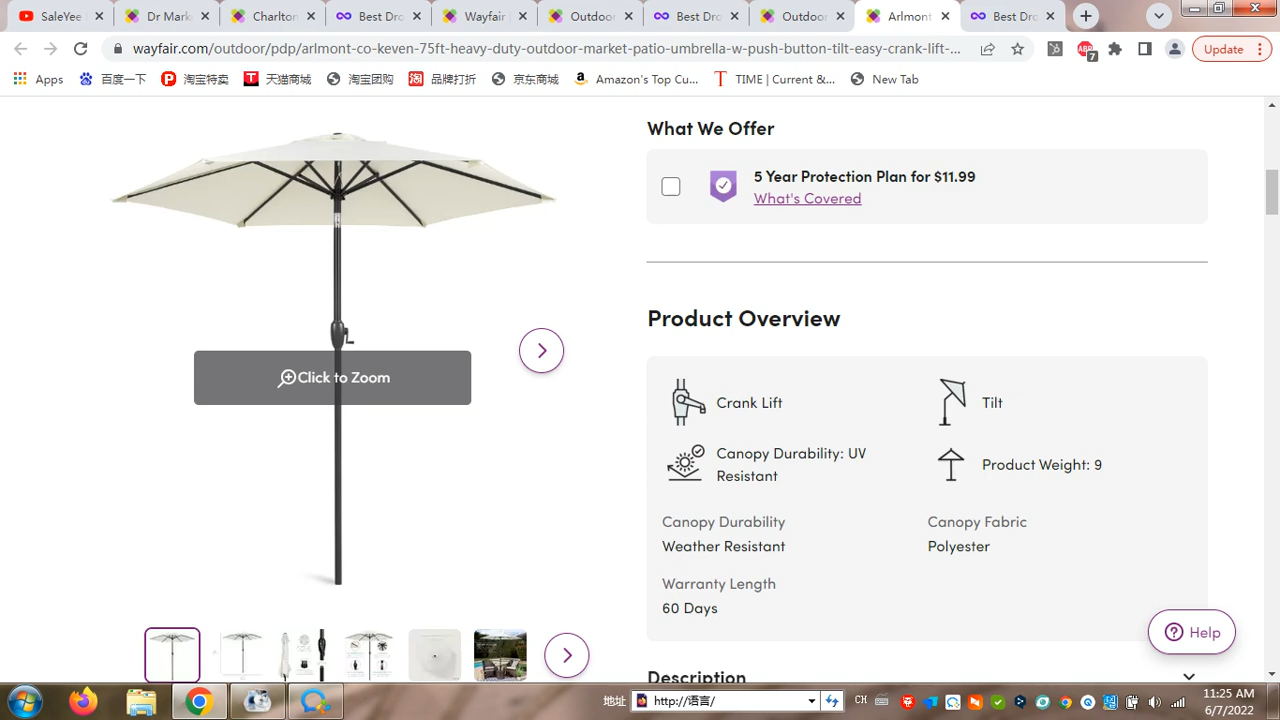 SaleYee
Dr Mark
Charlton
Best Dro
Wayfair
Outdoor
Best Dro
Outdoor
Arlmont
Best Dro
wayfair.com/outdoor/pdp/arlmont-co-keven-75ft-heavy-duty-outdoor-market-patio-umbrella-w-push-button-tilt-easy-crank-lift-...
ABP
7
Update
Apps
百度一下
淘宝特卖
天猫商城
淘宝团购
品牌打折
京东商城
Amazon's Top Cu...
TIME | Current &...
New Tab
What We Offer
5 Year Protection Plan for $11.99
What's Covered
Click to Zoom
Product Overview
Crank Lift
Tilt
Canopy Durability: UV
Resistant
Product Weight: 9
Canopy Durability
Weather Resistant
Canopy Fabric
Polyester
Warranty Length
60 Days
Help
Description
地址
http://语言/
CH
11:25 AM
6/7/2022